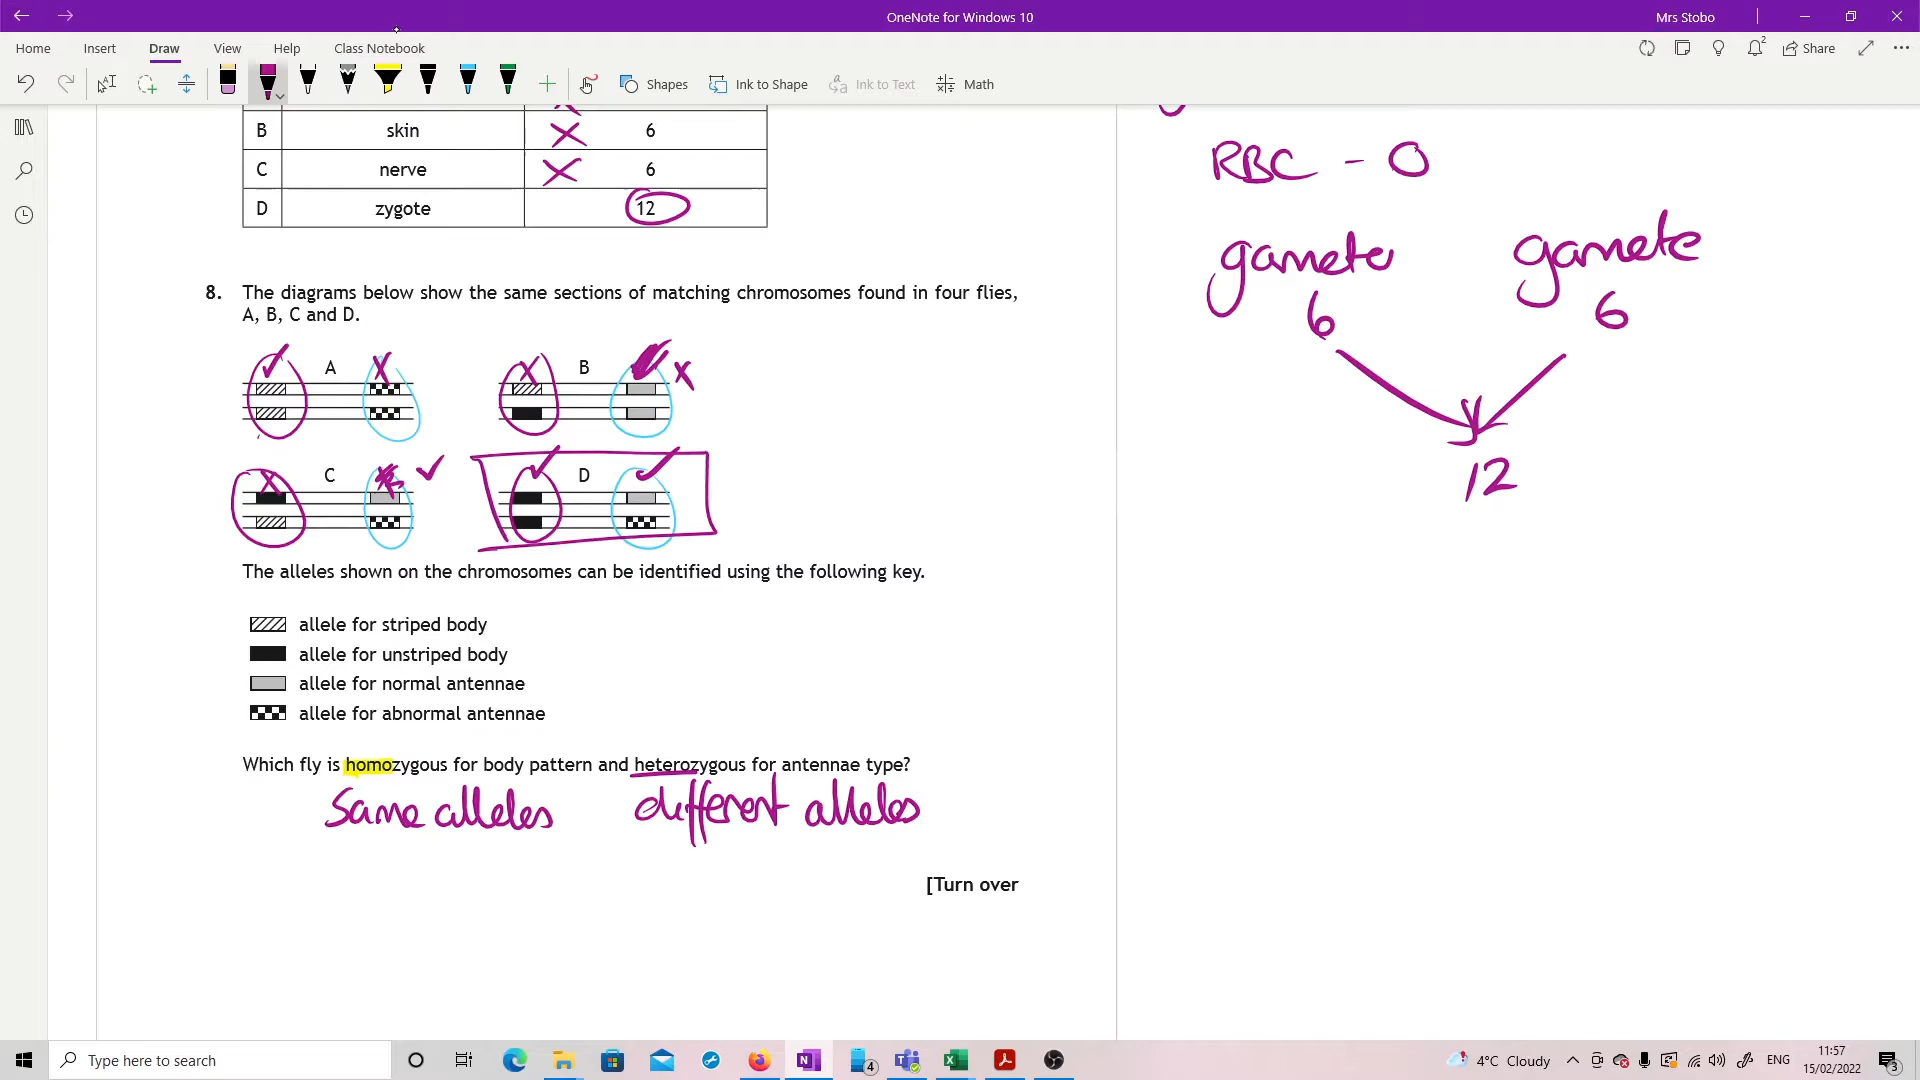 OneNote for Windows 10
Mrs Stobo
Home Insert Draw View Help Class Notebook
2
Share
Shapes Ink to Shape Ink to Text Math
B skin 6
C nerve 6
D zygote 12
RBC - 0
gamete gamete
6 6
12
8. The diagrams below show the same sections of matching chromosomes found in four flies,
A, B, C and D.
A B
C D
The alleles shown on the chromosomes can be identified using the following key.
allele for striped body
allele for unstriped body
allele for normal antennae
allele for abnormal antennae
Which fly is homozygous for body pattern and heterozygous for antennae type?
Same alleles different alleles
[Turn over
Type here to search
4
4°C Cloudy
ENG
11:57
15/02/2022
3